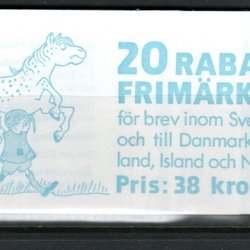 20 RABA
FRIMÄRK
för brev inom Sve
och till Danmark
land, Island och N
Pris: 38 kro